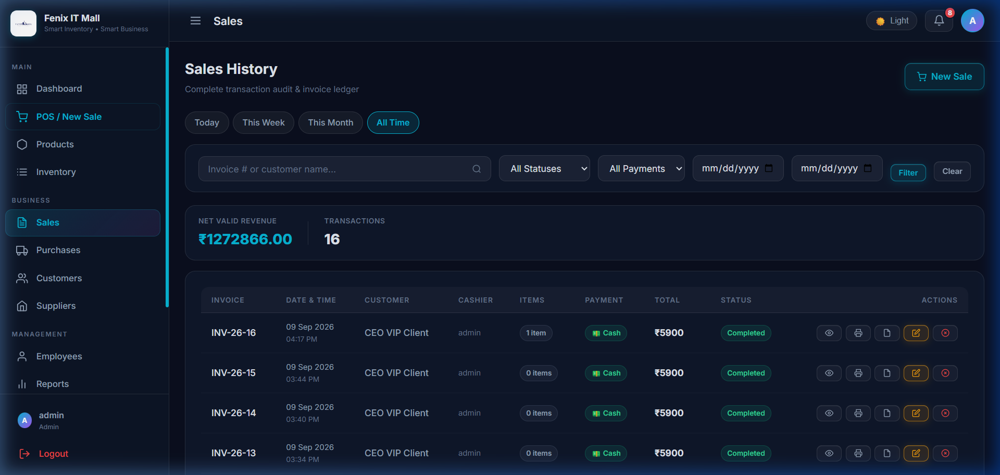 Fenix IT Mall
Smart Inventory • Smart Business
Sales
Light
8
A
MAIN
Dashboard
POS / New Sale
Products
Inventory
BUSINESS
Sales
Purchases
Customers
Suppliers
MANAGEMENT
Employees
Reports
A
admin
Admin
Logout
Sales History
Complete transaction audit & invoice ledger
New Sale
Today This Week This Month All Time
Invoice # or customer name... All Statuses All Payments mm/dd/yyyy mm/dd/yyyy Filter Clear
NET VALID REVENUE TRANSACTIONS
₹1272866.00 16
INVOICE DATE & TIME CUSTOMER CASHIER ITEMS PAYMENT TOTAL STATUS ACTIONS
INV-26-16 09 Sep 2026 04:17 PM CEO VIP Client admin 1 item Cash ₹5900 Completed
INV-26-15 09 Sep 2026 03:44 PM CEO VIP Client admin 0 items Cash ₹5900 Completed
INV-26-14 09 Sep 2026 03:40 PM CEO VIP Client admin 0 items Cash ₹5900 Completed
INV-26-13 09 Sep 2026 03:34 PM CEO VIP Client admin 0 items Cash ₹5900 Completed